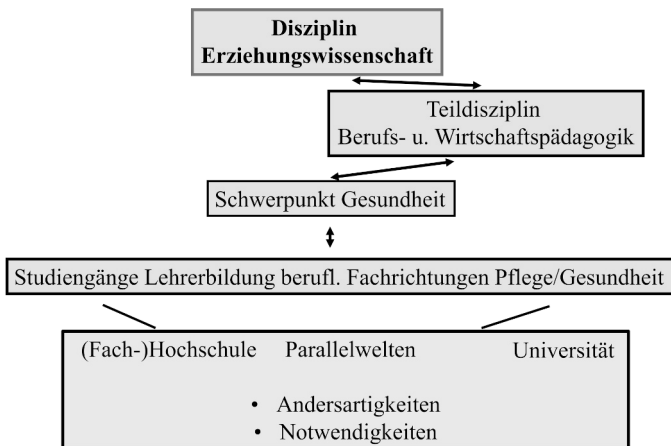 Disziplin
Erziehungswissenschaft
Teildisziplin
Berufs- u. Wirtschaftspädagogik
Schwerpunkt Gesundheit
Studiengänge Lehrerbildung berufl. Fachrichtungen Pflege/Gesundheit
(Fach-)Hochschule Parallelwelten Universität
• Andersartigkeiten
• Notwendigkeiten